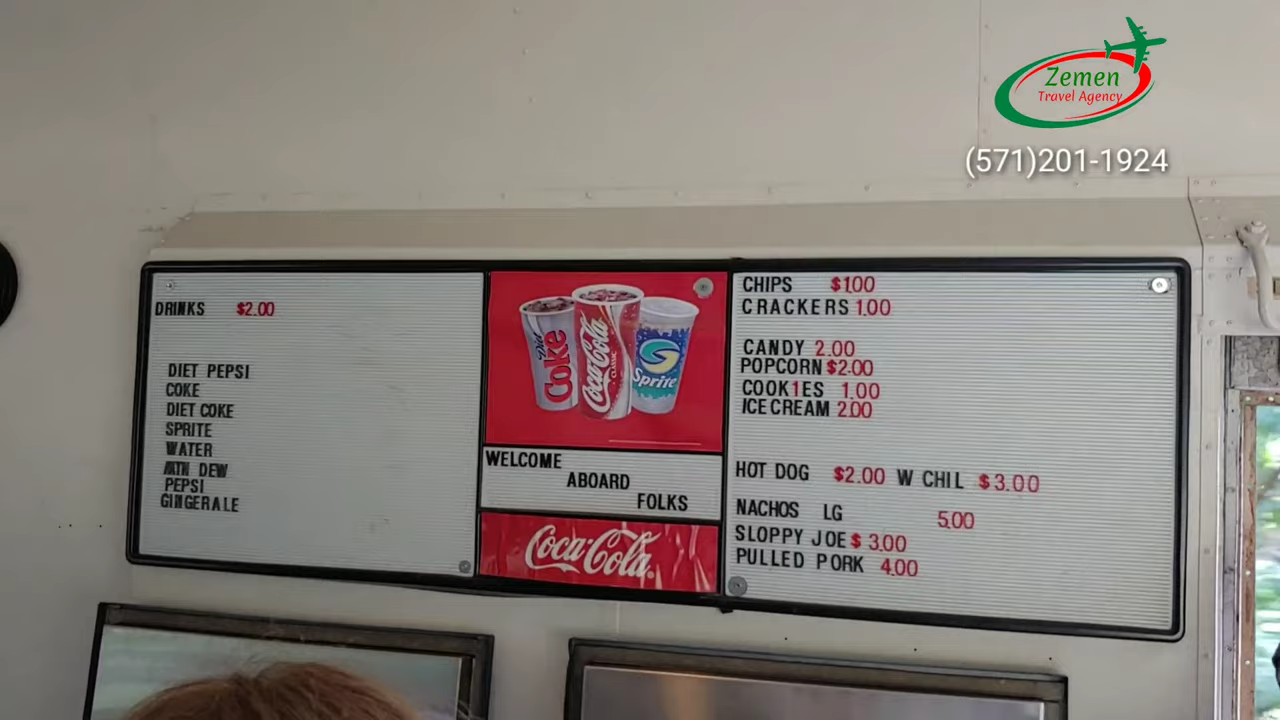 Zemen
Travel Agency
(571)201-1924
DRINKS $2.00
DIET PEPSI
COKE
DIET COKE
SPRITE
WATER
MTN DEW
PEPSI
GINGERALE
Diet Coke
Coca-Cola
CLASSIC
Sprite
WELCOME
ABOARD
FOLKS
Coca-Cola
CHIPS $1.00
CRACKERS 1.00
CANDY 2.00
POPCORN $2.00
COOK1ES 1.00
ICE CREAM 2.00
HOT DOG $2.00 W CHIL $3.00
NACHOS LG 5.00
SLOPPY JOE $ 3.00
PULLED PORK 4.00